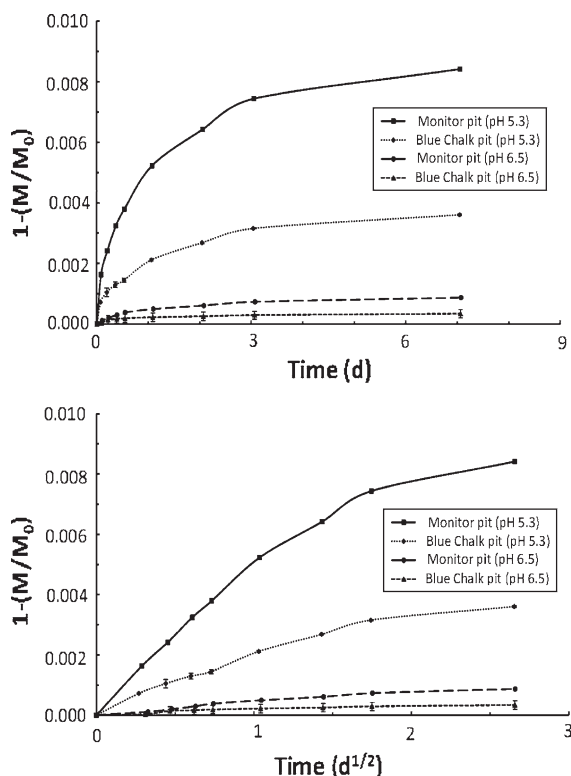 0.010
0.008
0.006
0.004
0.002
0.000
1-(M/M₀)
Monitor pit (pH 5.3)
Blue Chalk pit (pH 5.3)
Monitor pit (pH 6.5)
Blue Chalk pit (pH 6.5)
0 3 6 9
Time (d)
0.010
0.008
0.006
0.004
0.002
0.000
1-(M/M₀)
Monitor pit (pH 5.3)
Blue Chalk pit (pH 5.3)
Monitor pit (pH 6.5)
Blue Chalk pit (pH 6.5)
0 1 2 3
Time (d¹/²)